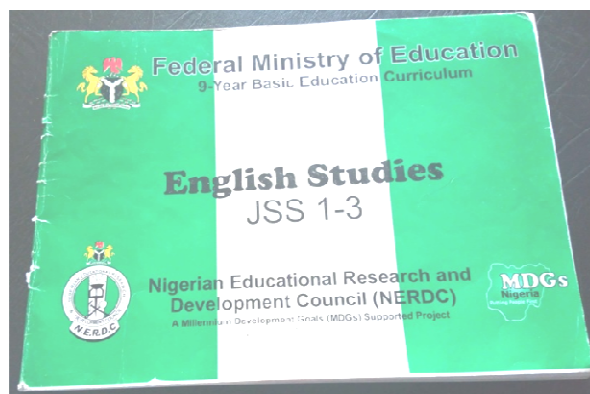 Federal Ministry of Education
9-Year Basic Education Curriculum
English Studies
JSS 1-3
Nigerian Educational Research and
Development Council (NERDC)
A Millennium Development Goals (MDGs) Supported Project
N.E.R.D.C
MDGs
Nigeria